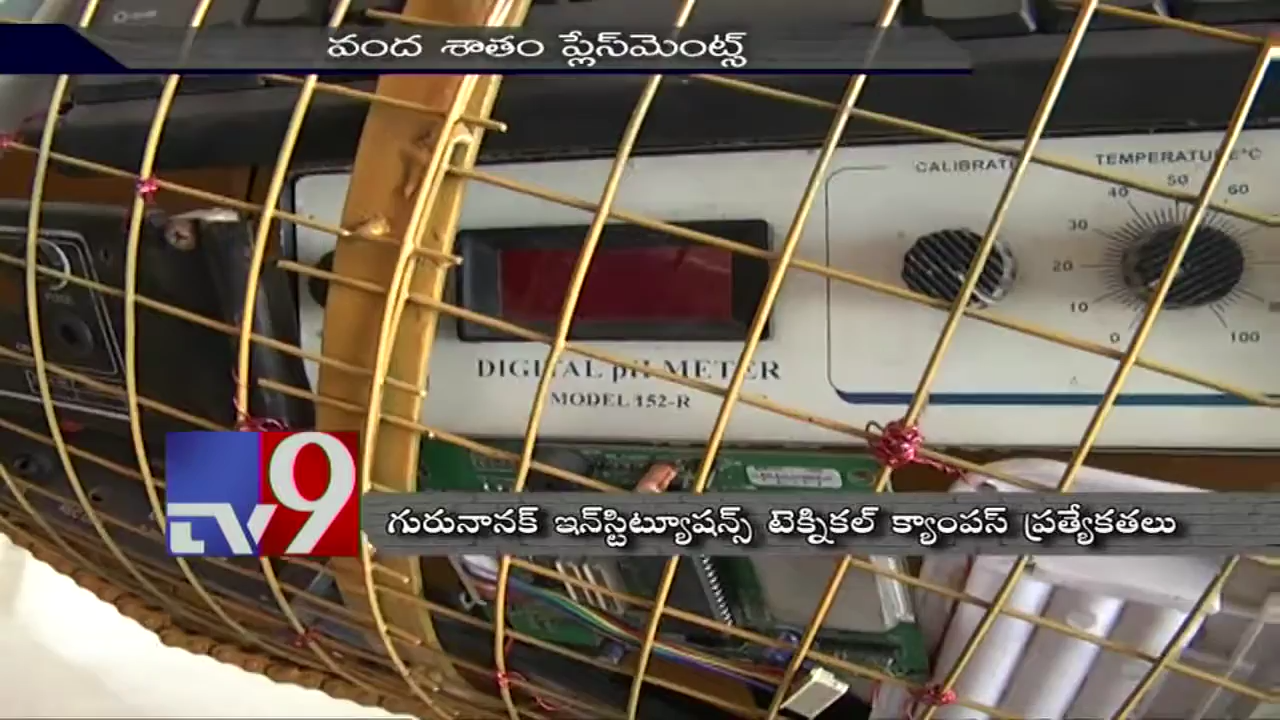 వంద శాతం ప్లేస్‌మెంట్స్
CALIBRATE
TEMPERATURE °C
0 10 20 30 40 50 60 100
DIGITAL pH METER
MODEL 152-R
TV9
గురునానక్ ఇన్‌స్టిట్యూషన్స్ టెక్నికల్ క్యాంపస్ ప్రత్యేకతలు